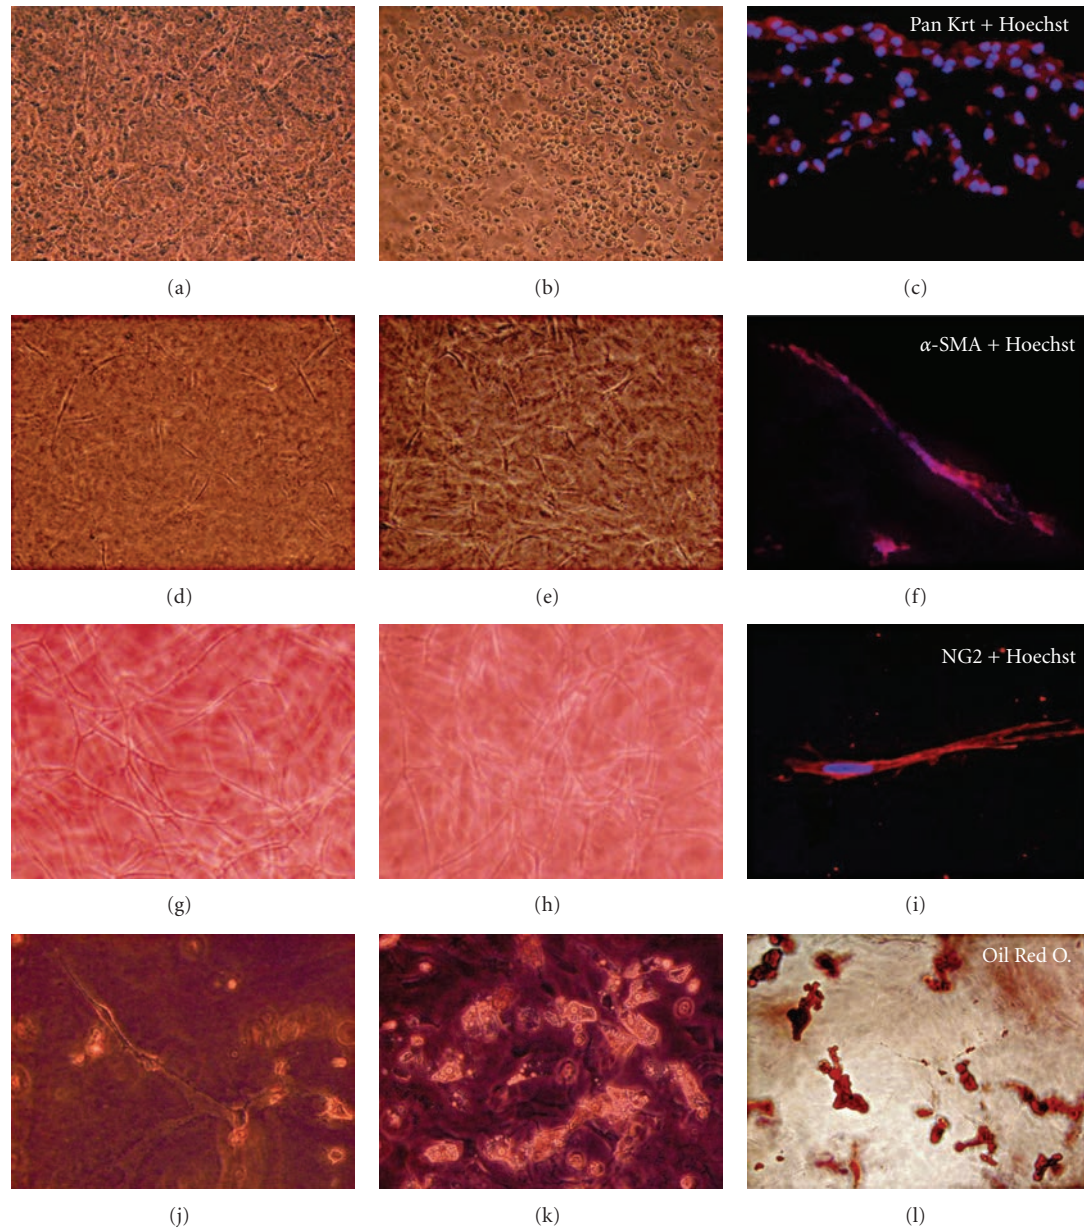 Pan Krt + Hoechst
(a)
(b)
(c)
α-SMA + Hoechst
(d)
(e)
(f)
NG2 + Hoechst
(g)
(h)
(i)
Oil Red O.
(j)
(k)
(l)